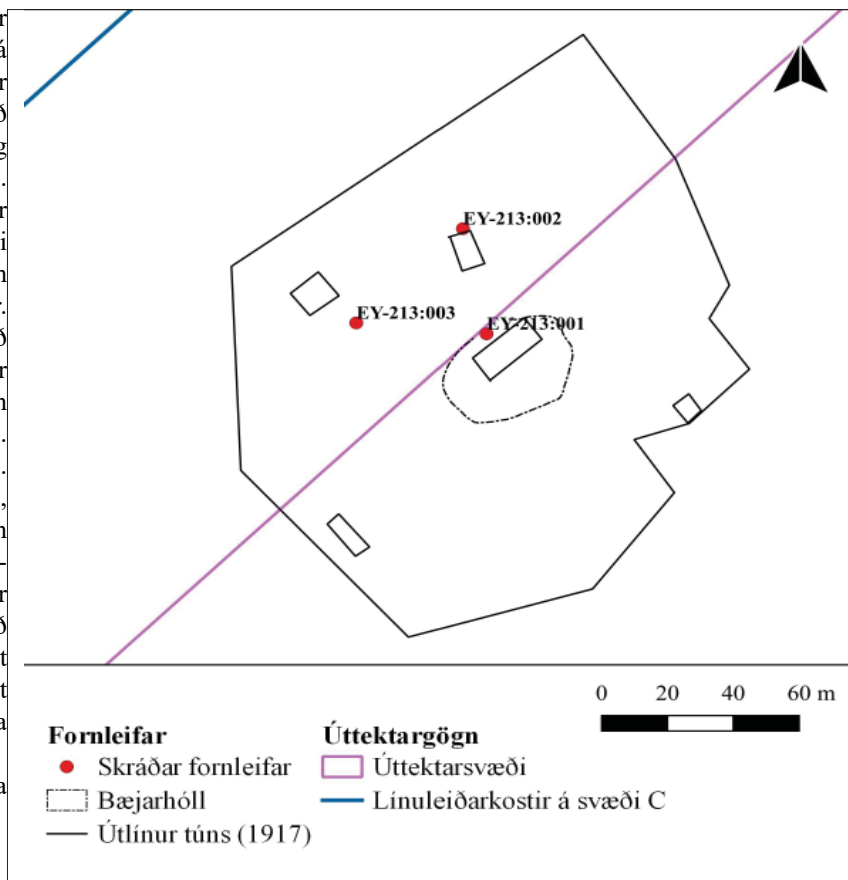 EY-213:002
EY-213:003
EY-213:001
0 20 40 60 m
Fornleifar
Skráðar fornleifar
Bæjarhóll
Útlínur túns (1917)
Úttektargögn
Úttektarsvæði
Línuleiðarkostir á svæði C